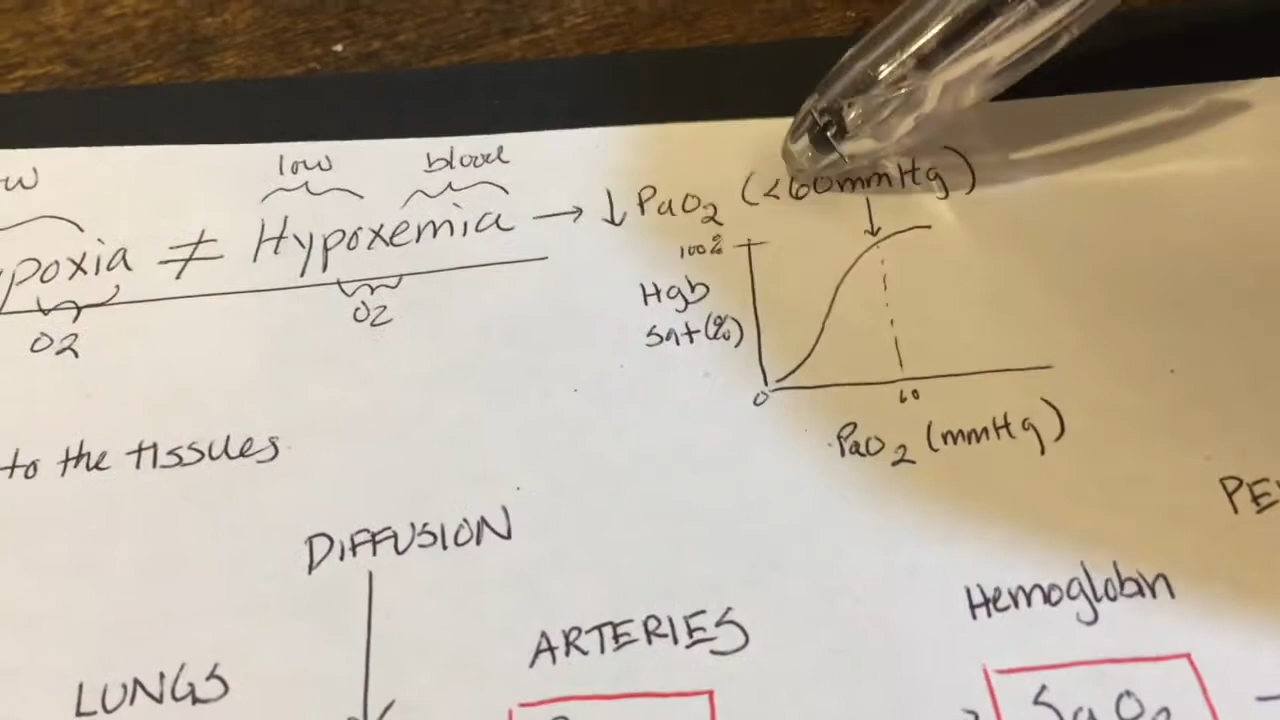 low blood
poxia ≠ Hypoxemia → ↓ PaO2 (<60mmHg)
O2 O2
100%
Hgb
Sat(%)
0 60
PaO2 (mmHg)
to the tissues
PE
DIFFUSION
Hemoglobin
ARTERIES
LUNGS
SaO2